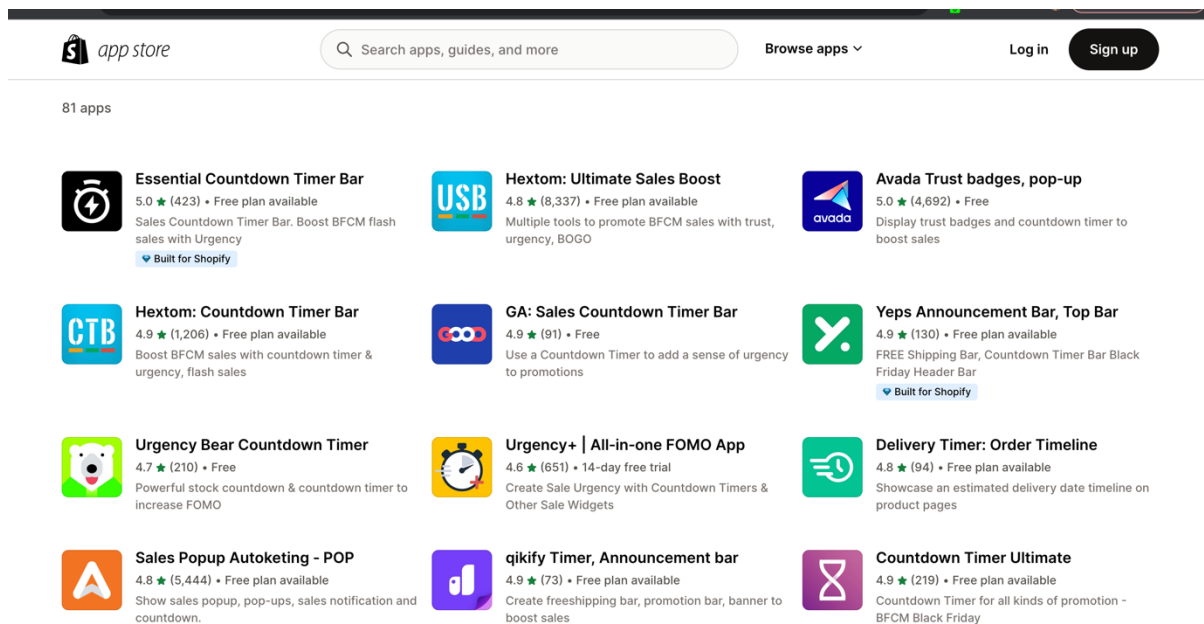 app store
Search apps, guides, and more
Browse apps
Log in
Sign up
81 apps
Essential Countdown Timer Bar
5.0 ★ (423) • Free plan available
Sales Countdown Timer Bar. Boost BFCM flash
sales with Urgency
Built for Shopify
USB
Hextom: Ultimate Sales Boost
4.8 ★ (8,337) • Free plan available
Multiple tools to promote BFCM sales with trust,
urgency, BOGO
avada
Avada Trust badges, pop-up
5.0 ★ (4,692) • Free
Display trust badges and countdown timer to
boost sales
CTB
Hextom: Countdown Timer Bar
4.9 ★ (1,206) • Free plan available
Boost BFCM sales with countdown timer &
urgency, flash sales
GOOD
GA: Sales Countdown Timer Bar
4.9 ★ (91) • Free
Use a Countdown Timer to add a sense of urgency
to promotions
Yeps Announcement Bar, Top Bar
4.9 ★ (130) • Free plan available
FREE Shipping Bar, Countdown Timer Bar Black
Friday Header Bar
Built for Shopify
Urgency Bear Countdown Timer
4.7 ★ (210) • Free
Powerful stock countdown & countdown timer to
increase FOMO
Urgency+ | All-in-one FOMO App
4.6 ★ (651) • 14-day free trial
Create Sale Urgency with Countdown Timers &
Other Sale Widgets
Delivery Timer: Order Timeline
4.8 ★ (94) • Free plan available
Showcase an estimated delivery date timeline on
product pages
Sales Popup Autoketing - POP
4.8 ★ (5,444) • Free plan available
Show sales popup, pop-ups, sales notification and
countdown.
qikify Timer, Announcement bar
4.9 ★ (73) • Free plan available
Create freeshipping bar, promotion bar, banner to
boost sales
Countdown Timer Ultimate
4.9 ★ (219) • Free plan available
Countdown Timer for all kinds of promotion -
BFCM Black Friday